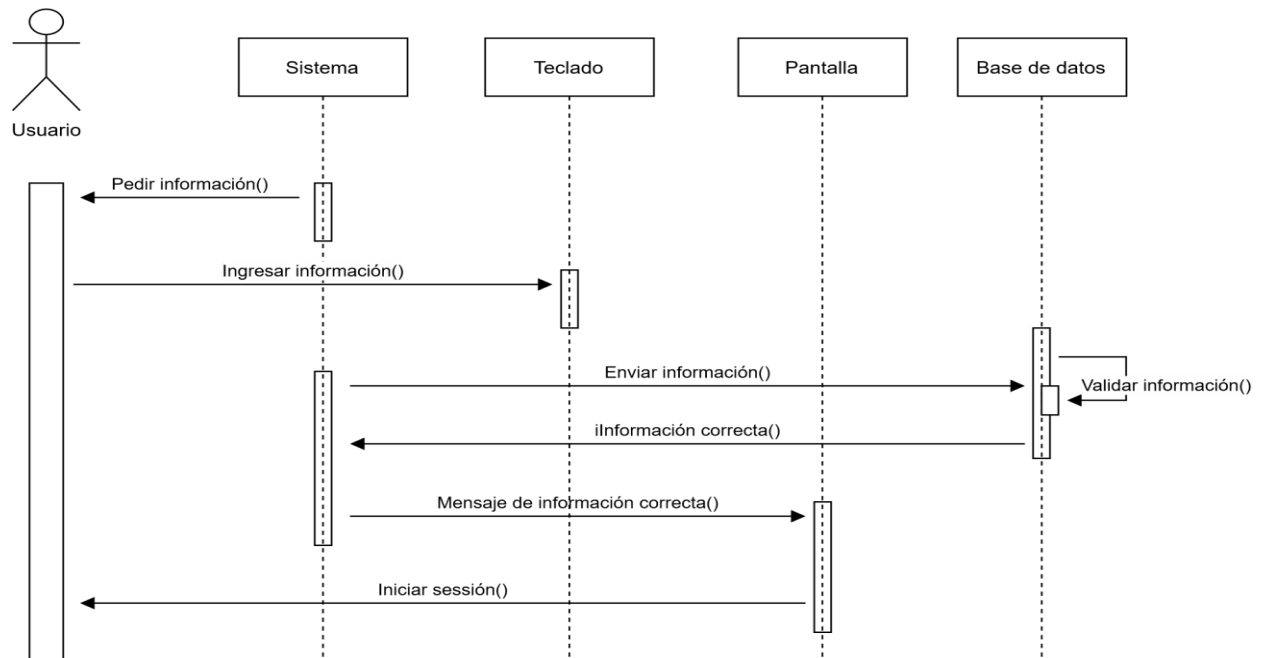 Sistema
Teclado
Pantalla
Base de datos
Usuario
Pedir información()
Ingresar información()
Enviar información()
Validar información()
iInformación correcta()
Mensaje de información correcta()
Iniciar sessión()